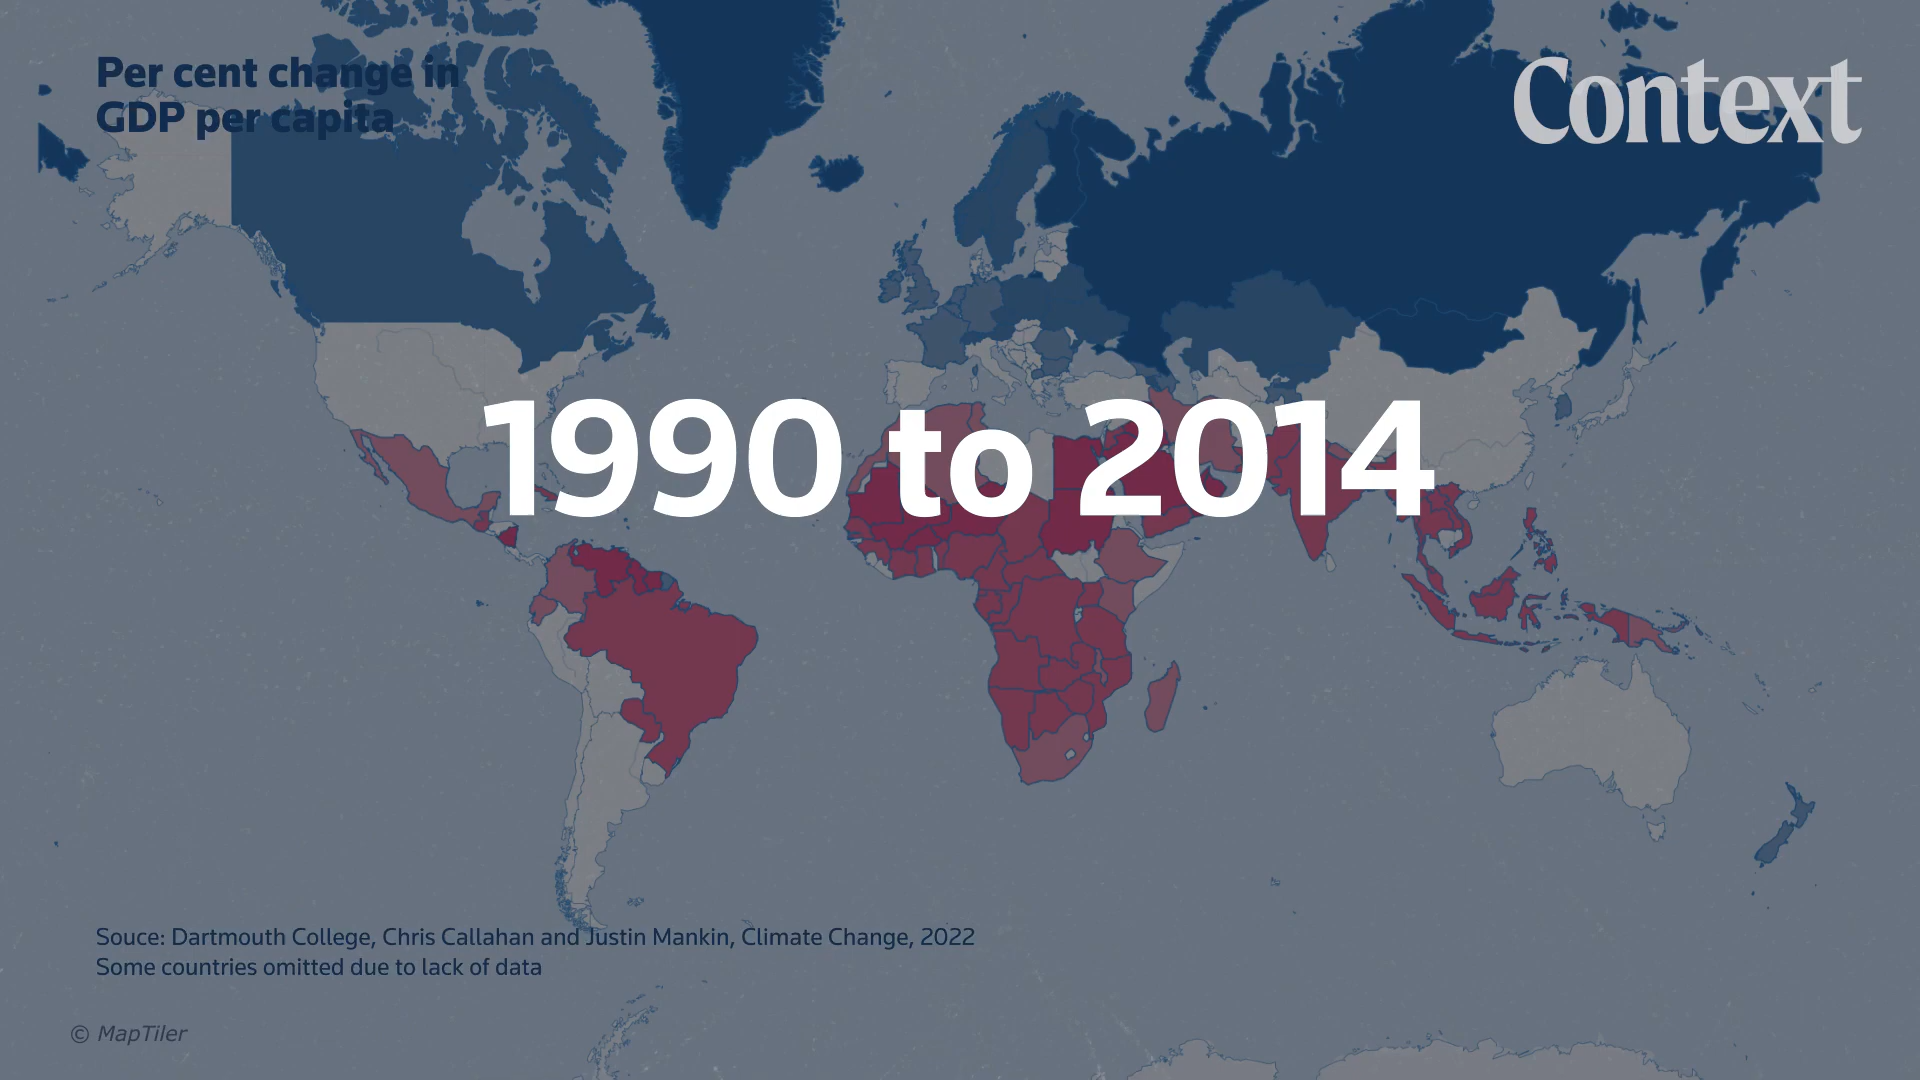 Per cent change in
GDP per capita
Context
1990 to 2014
Souce: Dartmouth College, Chris Callahan and Justin Mankin, Climate Change, 2022
Some countries omitted due to lack of data
© MapTiler